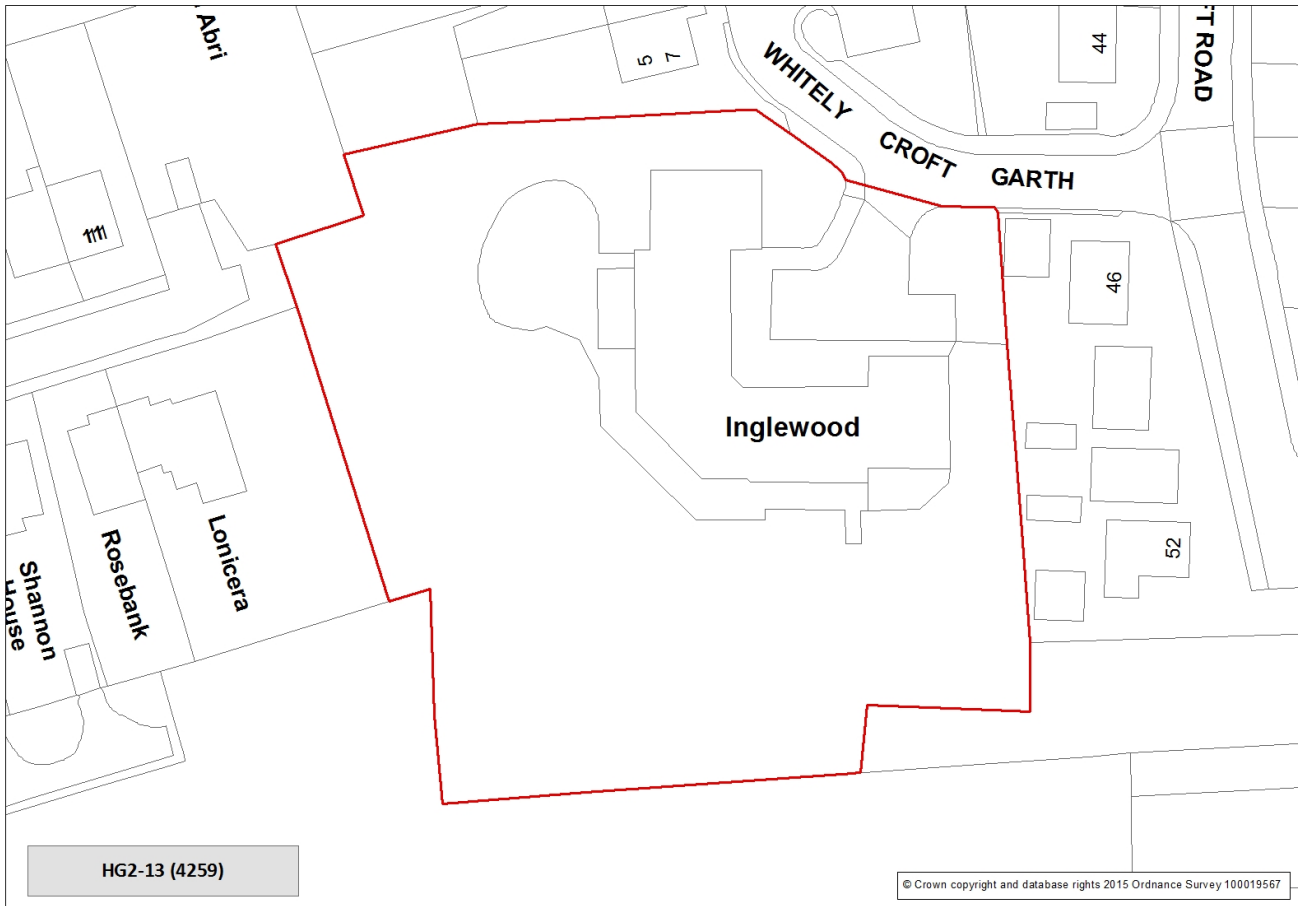 Abri
5
7
WHITELY CROFT GARTH
44
FT ROAD
46
Inglewood
52
Lonicera
Rosebank
Shannon
House
HG2-13 (4259)
© Crown copyright and database rights 2015 Ordnance Survey 100019567